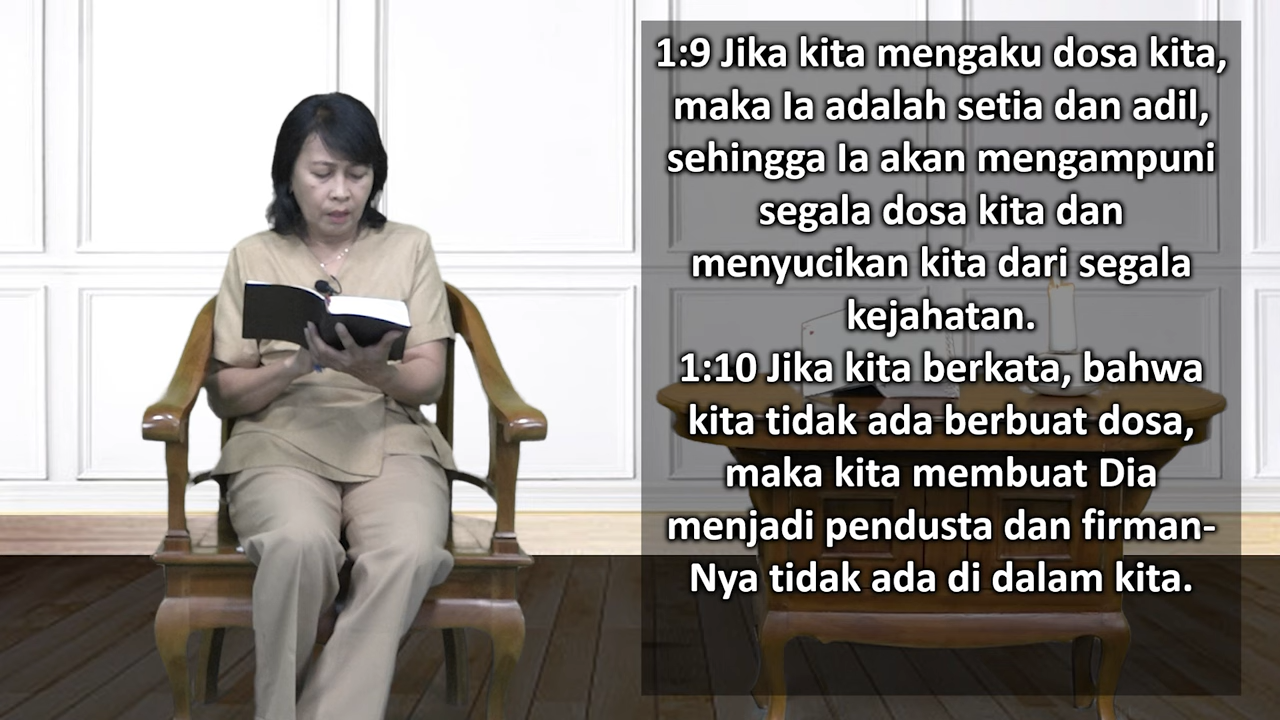 1:9 Jika kita mengaku dosa kita,
maka Ia adalah setia dan adil,
sehingga Ia akan mengampuni
segala dosa kita dan
menyucikan kita dari segala
kejahatan.
1:10 Jika kita berkata, bahwa
kita tidak ada berbuat dosa,
maka kita membuat Dia
menjadi pendusta dan firman-
Nya tidak ada di dalam kita.